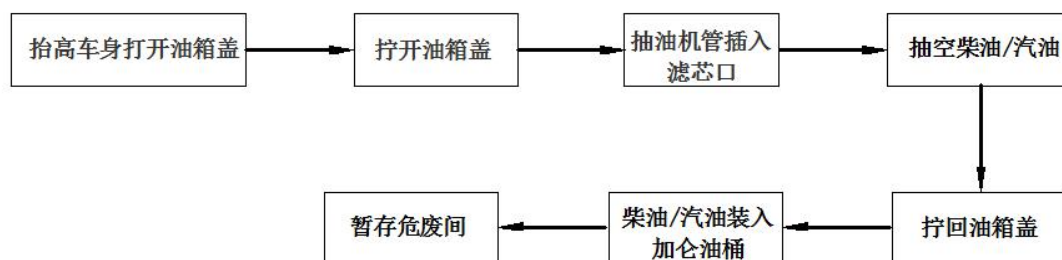 抬高车身打开油箱盖
拧开油箱盖
抽油机管插入
滤芯口
抽空柴油/汽油
拧回油箱盖
柴油/汽油装入
加仑油桶
暂存危废间